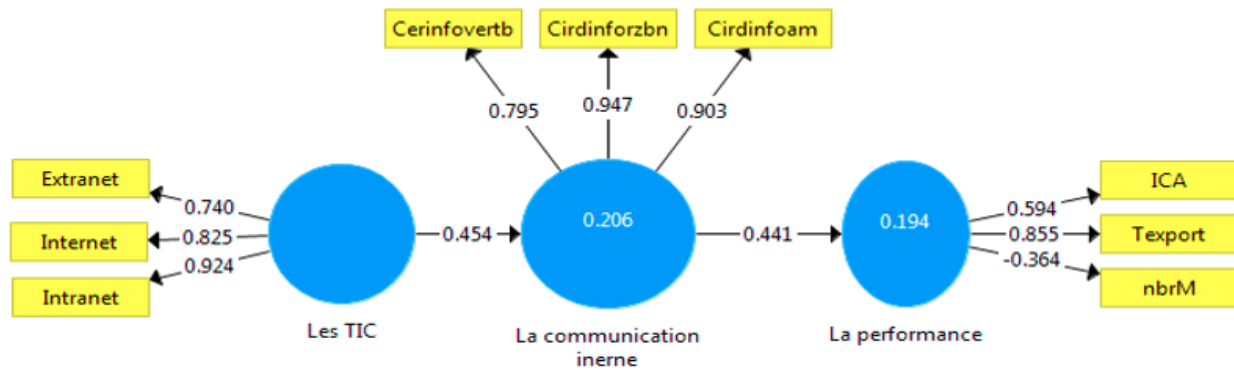 Cerinfovertb
Cirdinforzbn
Cirdinfoam
0.795
0.947
0.903
Extranet
Internet
Intranet
0.740
0.825
0.924
0.454
0.206
0.441
0.194
0.594
0.855
-0.364
ICA
Texport
nbrM
Les TIC
La communication
inerne
La performance